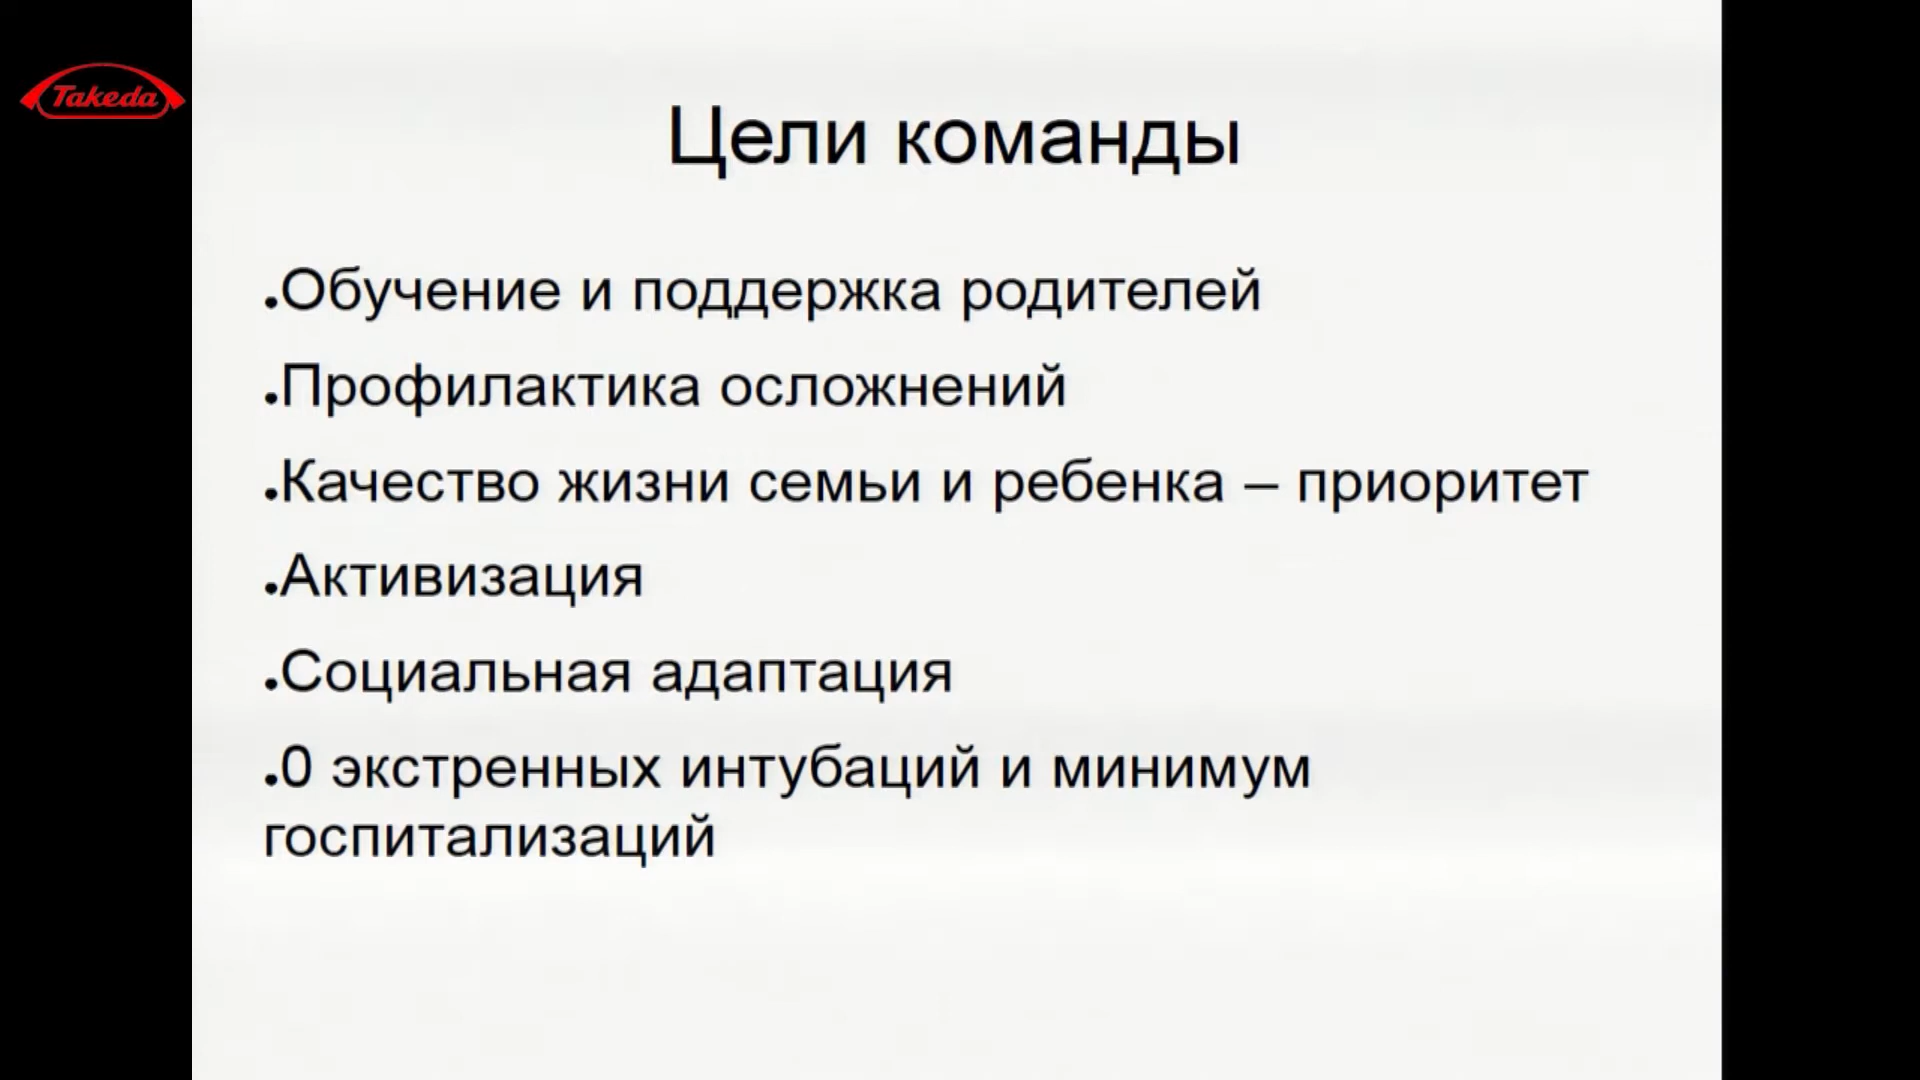 Takeda
Цели команды
●Обучение и поддержка родителей
●Профилактика осложнений
●Качество жизни семьи и ребенка – приоритет
●Активизация
●Социальная адаптация
●0 экстренных интубаций и минимум
госпитализаций